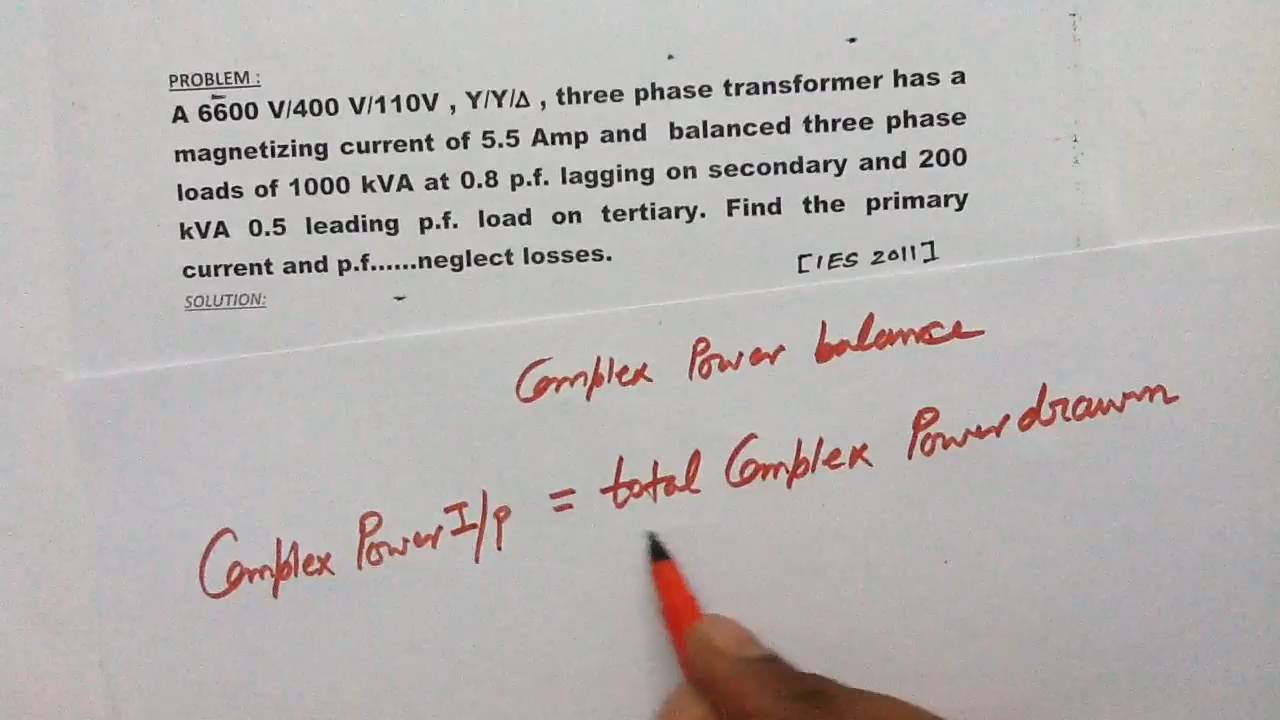 PROBLEM :
A 6600 V/400 V/110V , Y/Y/Δ , three phase transformer has a
magnetizing current of 5.5 Amp and balanced three phase
loads of 1000 kVA at 0.8 p.f. lagging on secondary and 200
kVA 0.5 leading p.f. load on tertiary. Find the primary
current and p.f......neglect losses.
[IES 2011]
SOLUTION:
Complex Power balance
Complex Power I/p = total Complex Power drawn